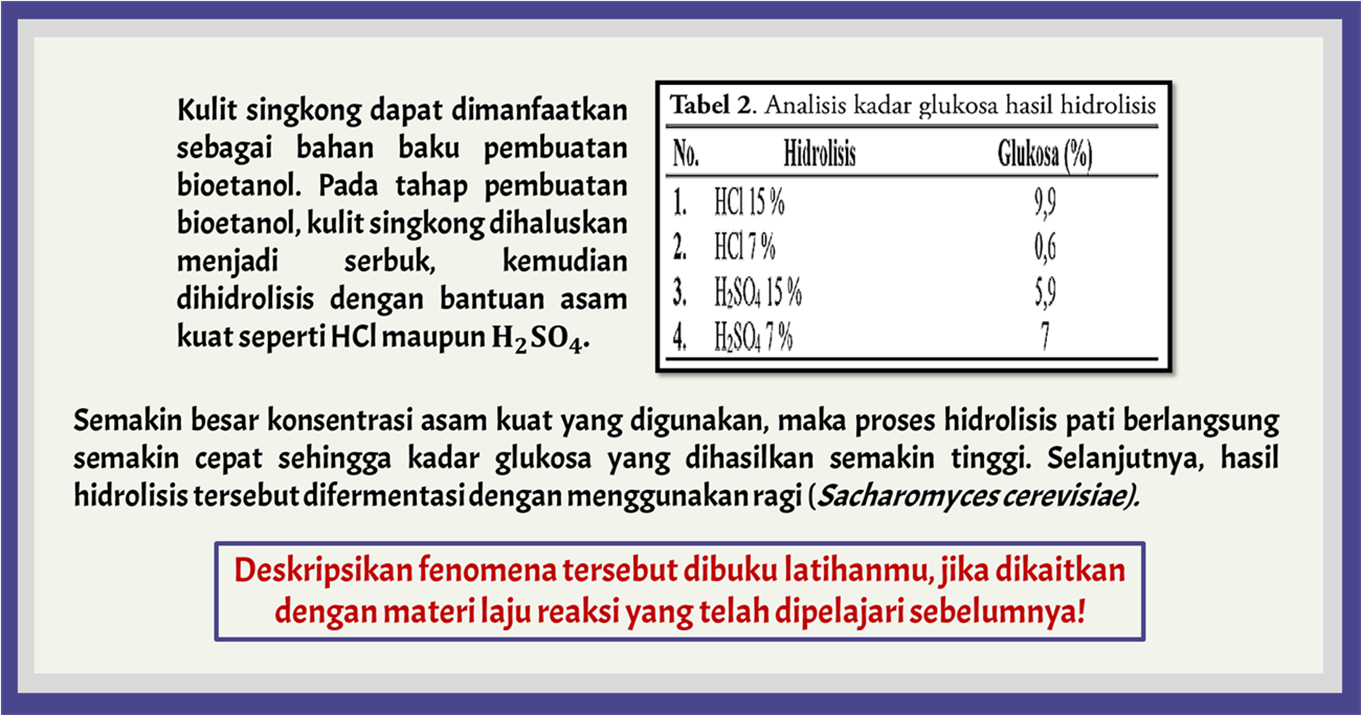 Kulit singkong dapat dimanfaatkan
sebagai bahan baku pembuatan
bioetanol. Pada tahap pembuatan
bioetanol, kulit singkong dihaluskan
menjadi serbuk, kemudian
dihidrolisis dengan bantuan asam
kuat seperti HCl maupun H₂SO₄.
Tabel 2. Analisis kadar glukosa hasil hidrolisis
No. Hidrolisis Glukosa (%)
1. HCl 15 % 9,9
2. HCl 7 % 0,6
3. H₂SO₄ 15 % 5,9
4. H₂SO₄ 7 % 7
Semakin besar konsentrasi asam kuat yang digunakan, maka proses hidrolisis pati berlangsung
semakin cepat sehingga kadar glukosa yang dihasilkan semakin tinggi. Selanjutnya, hasil
hidrolisis tersebut difermentasi dengan menggunakan ragi (Sacharomyces cerevisiae).
Deskripsikan fenomena tersebut dibuku latihanmu, jika dikaitkan
dengan materi laju reaksi yang telah dipelajari sebelumnya!